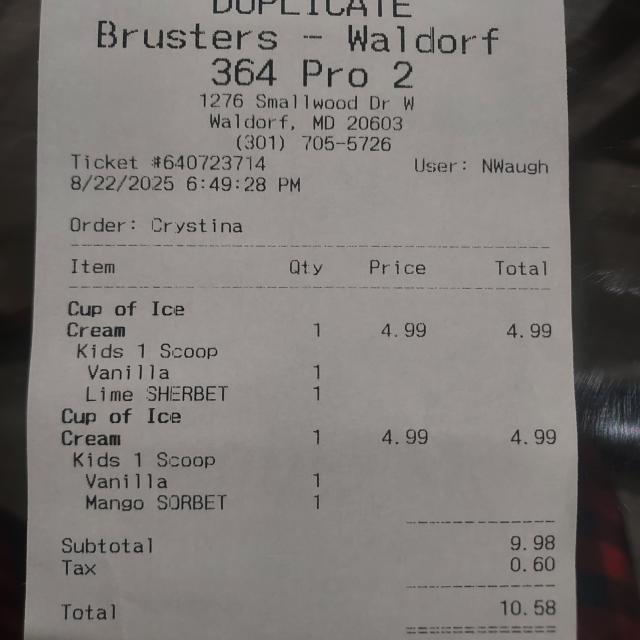 DUPLICATE
Brusters - Waldorf
364 Pro 2
1276 Smallwood Dr W
Waldorf, MD 20603
(301) 705-5726
Ticket #640723714 User: NWaugh
8/22/2025 6:49:28 PM
Order: Crystina
Item Qty Price Total
Cup of Ice
Cream 1 4.99 4.99
Kids 1 Scoop
Vanilla 1
Lime SHERBET 1
Cup of Ice
Cream 1 4.99 4.99
Kids 1 Scoop
Vanilla 1
Mango SORBET 1
Subtotal 9.98
Tax 0.60
Total 10.58